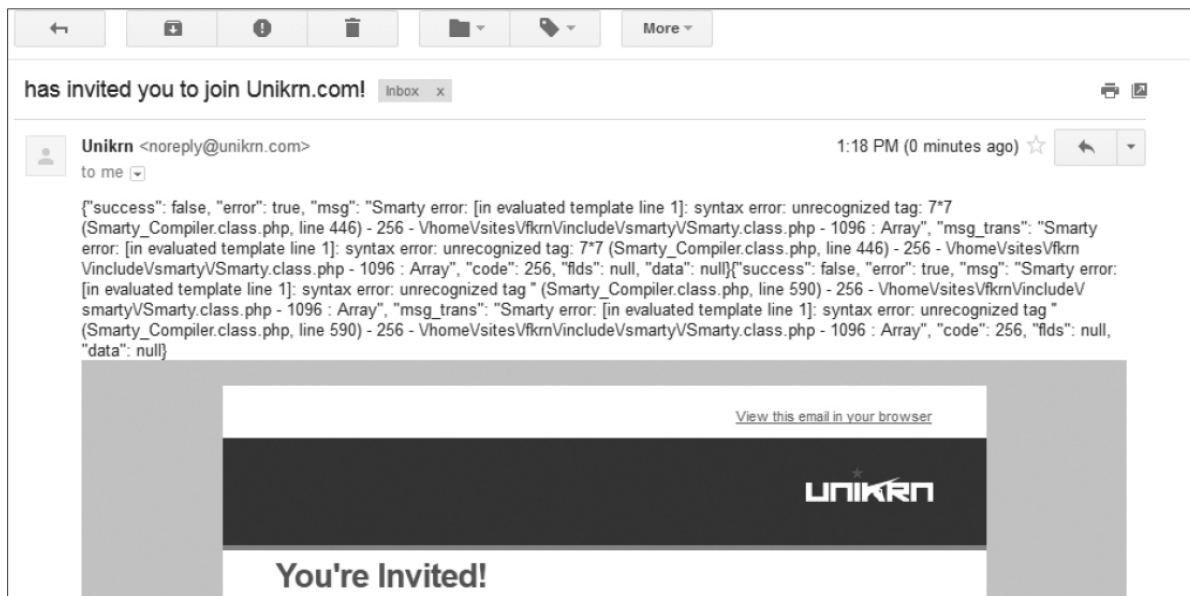 More
has invited you to join Unikrn.com! Inbox x
Unikrn <noreply@unikrn.com> 1:18 PM (0 minutes ago)
to me
{"success": false, "error": true, "msg": "Smarty error: [in evaluated template line 1]: syntax error: unrecognized tag: 7*7
(Smarty_Compiler.class.php, line 446) - 256 - \/home\/sites\/fkrn\/include\/smarty\/Smarty.class.php - 1096 : Array", "msg_trans": "Smarty
error: [in evaluated template line 1]: syntax error: unrecognized tag: 7*7 (Smarty_Compiler.class.php, line 446) - 256 - \/home\/sites\/fkrn
\/include\/smarty\/Smarty.class.php - 1096 : Array", "code": 256, "flds": null, "data": null}{"success": false, "error": true, "msg": "Smarty error:
[in evaluated template line 1]: syntax error: unrecognized tag '' (Smarty_Compiler.class.php, line 590) - 256 - \/home\/sites\/fkrn\/include\/
smarty\/Smarty.class.php - 1096 : Array", "msg_trans": "Smarty error: [in evaluated template line 1]: syntax error: unrecognized tag ''
(Smarty_Compiler.class.php, line 590) - 256 - \/home\/sites\/fkrn\/include\/smarty\/Smarty.class.php - 1096 : Array", "code": 256, "flds": null,
"data": null}
View this email in your browser
UNIKRN
You're Invited!